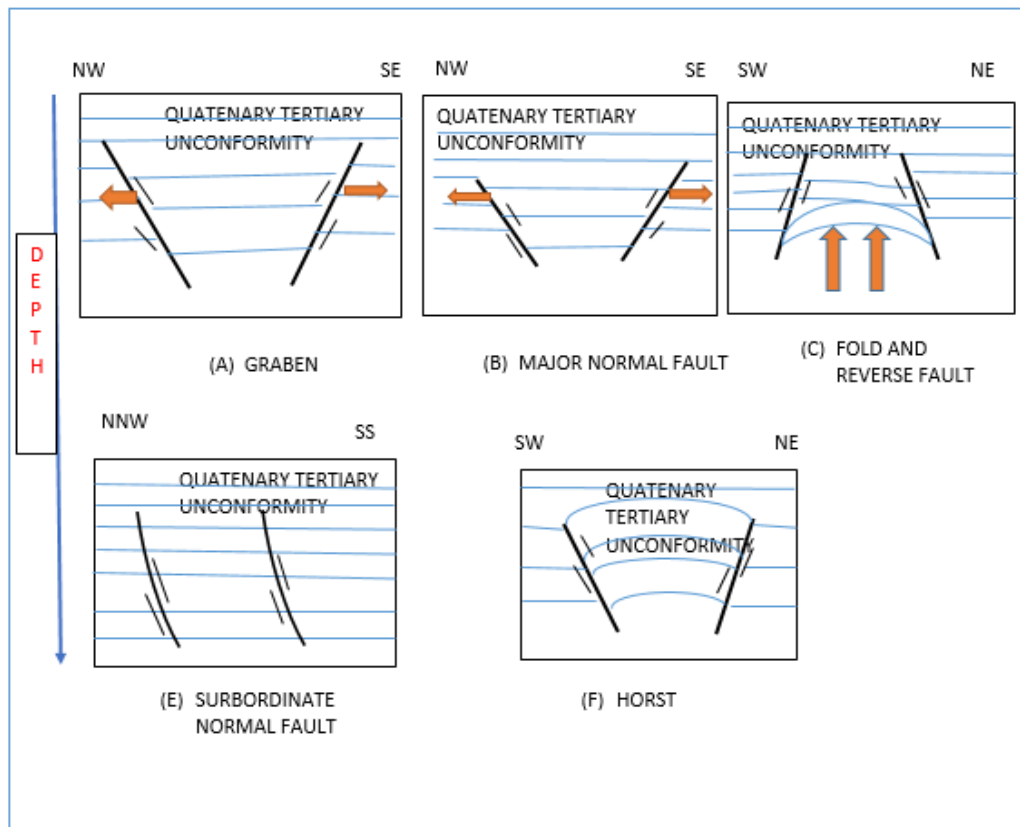 NW
SE
NW
SE
SW
NE
QUATENARY TERTIARY
UNCONFORMITY
QUATENARY TERTIARY
UNCONFORMITY
QUATENARY TERTIARY
UNCONFORMITY
D
E
P
T
H
(A) GRABEN
(B) MAJOR NORMAL FAULT
(C) FOLD AND
REVERSE FAULT
NNW
SS
SW
NE
QUATENARY TERTIARY
UNCONFORMITY
QUATENARY
TERTIARY
UNCONFORMITY
(E) SURBORDINATE
NORMAL FAULT
(F) HORST